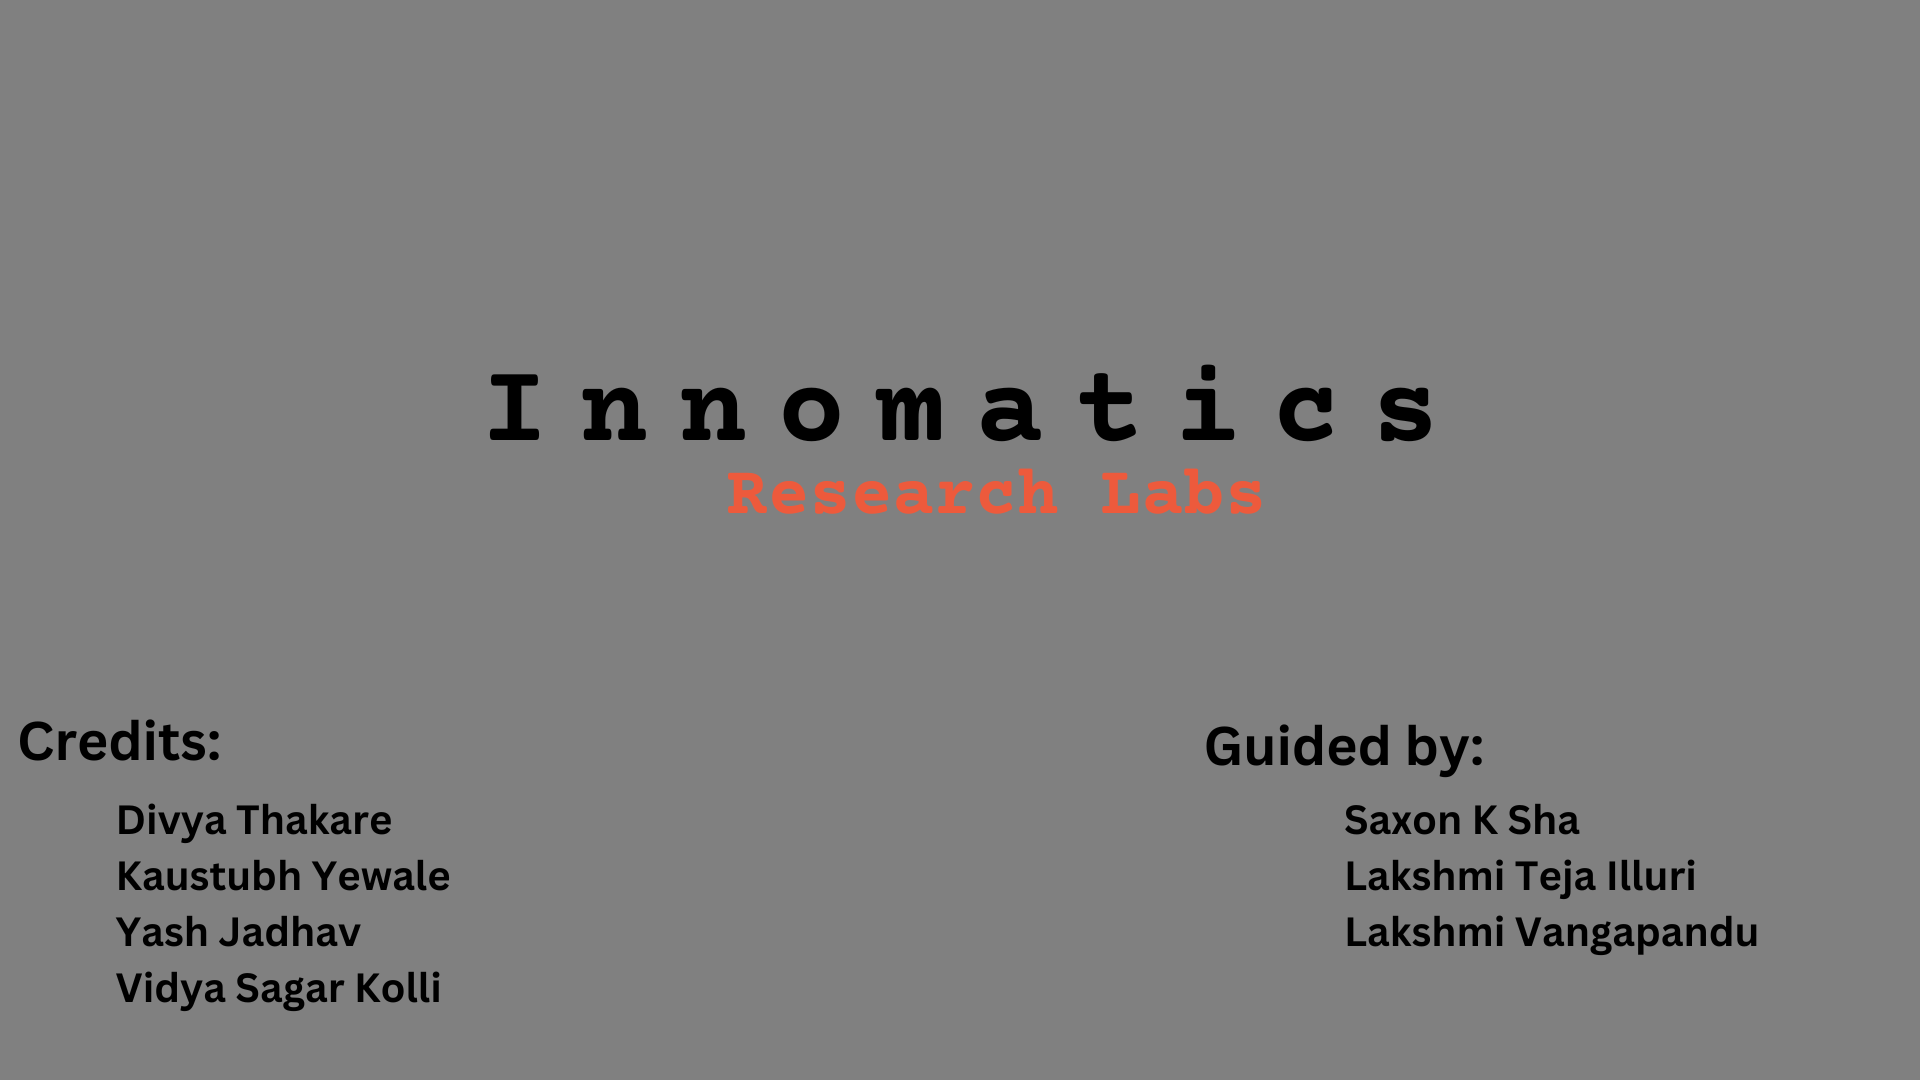 Innomatics
Research Labs
Credits:
Divya Thakare
Kaustubh Yewale
Yash Jadhav
Vidya Sagar Kolli
Guided by:
Saxon K Sha
Lakshmi Teja Illuri
Lakshmi Vangapandu